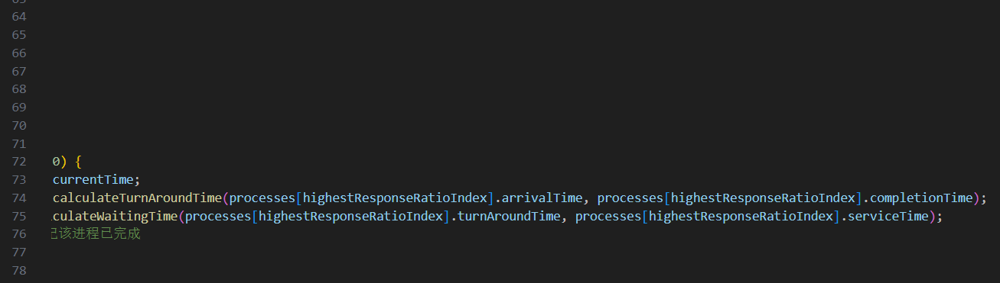 64
65
66
67
68
69
70
71
72 0) {
73 currentTime;
74 calculateTurnAroundTime(processes[highestResponseRatioIndex].arrivalTime, processes[highestResponseRatioIndex].completionTime);
75 culateWaitingTime(processes[highestResponseRatioIndex].turnAroundTime, processes[highestResponseRatioIndex].serviceTime);
76 该进程已完成
77
78